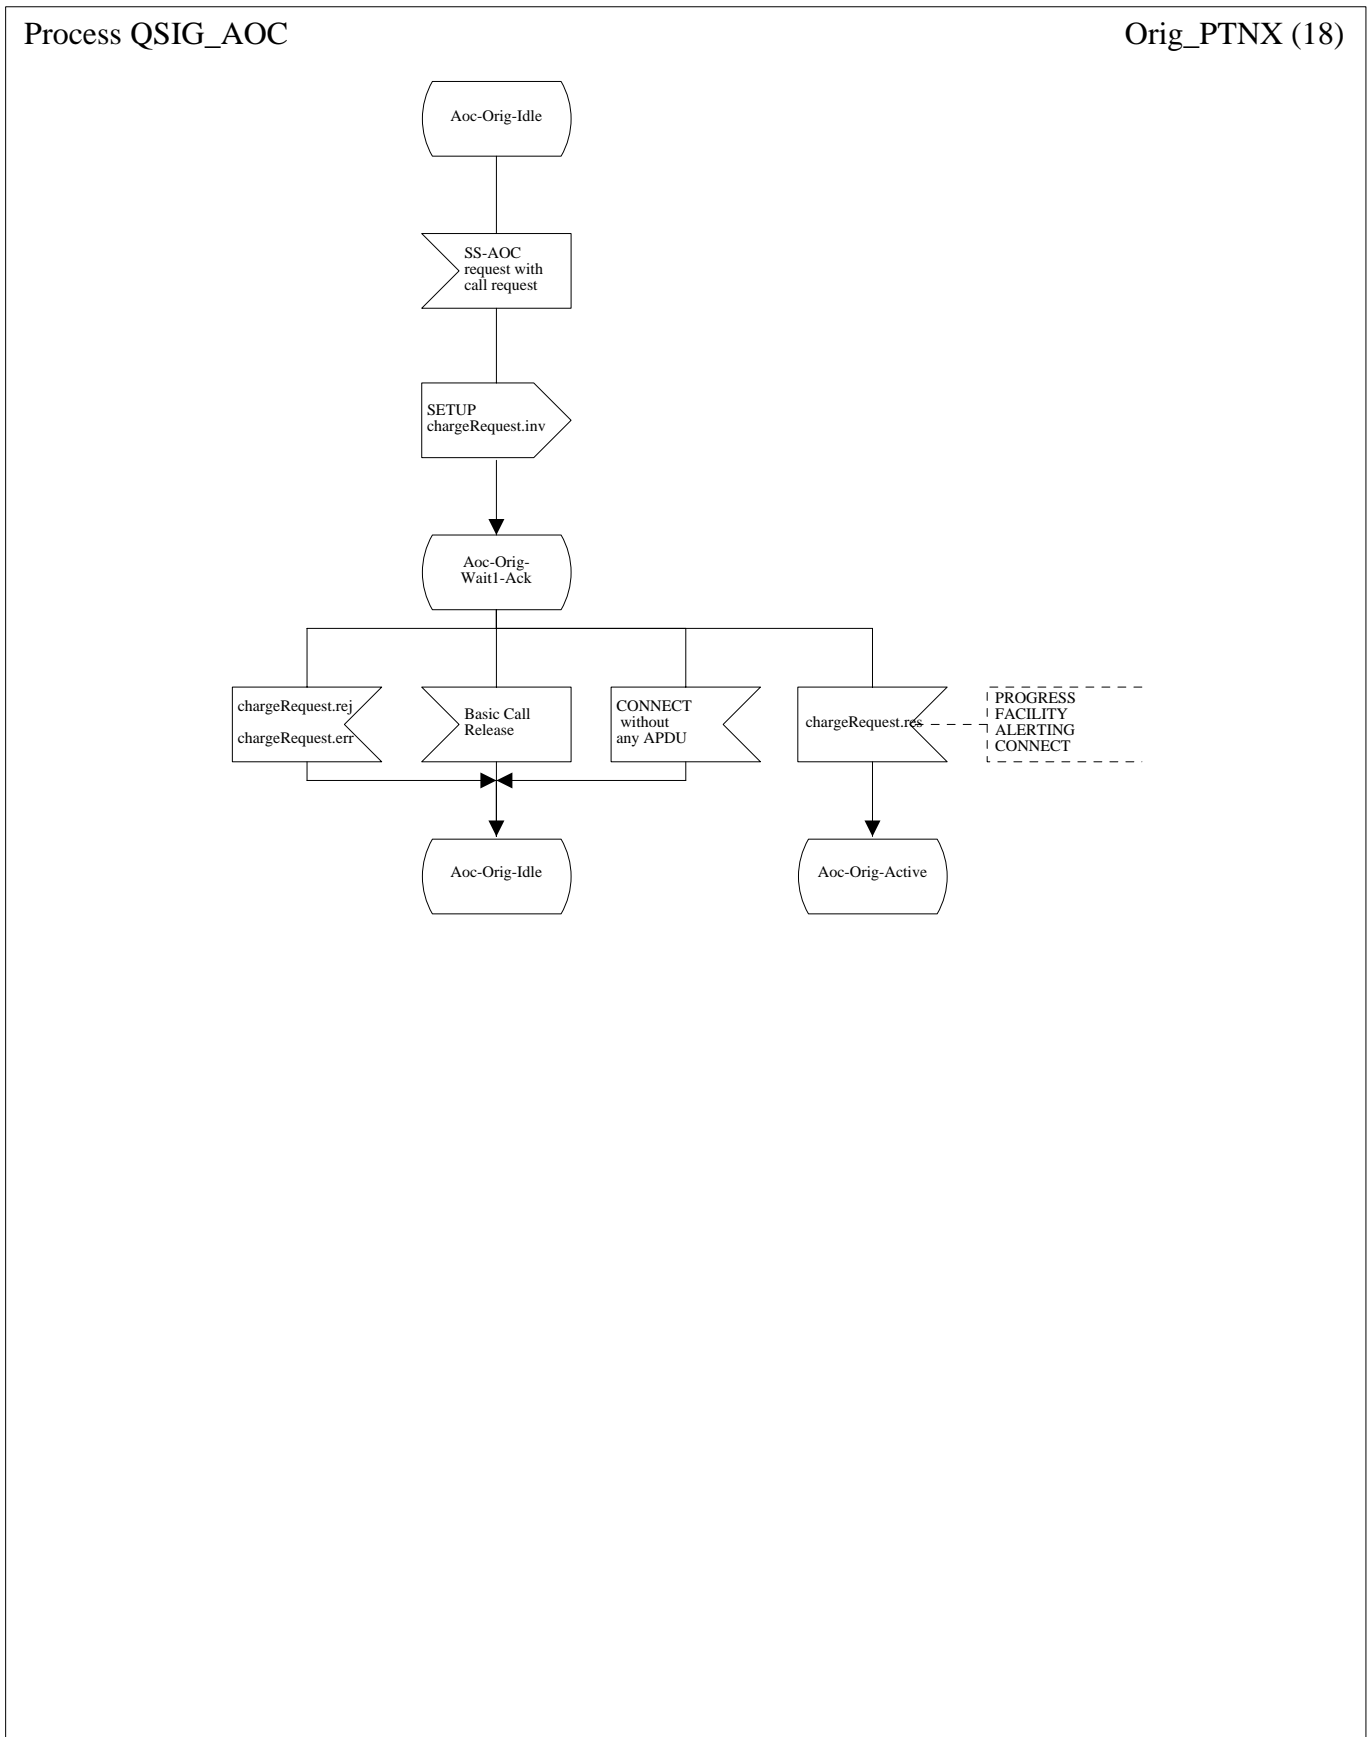 Process QSIG_AOC
Orig_PTNX (18)
Aoc-Orig-Idle
SS-AOC
request with
call request
SETUP
chargeRequest.inv
Aoc-Orig-
Wait1-Ack
chargeRequest.rej
chargeRequest.err
Basic Call
Release
CONNECT
without
any APDU
chargeRequest.res
PROGRESS
FACILITY
ALERTING
CONNECT
Aoc-Orig-Idle
Aoc-Orig-Active